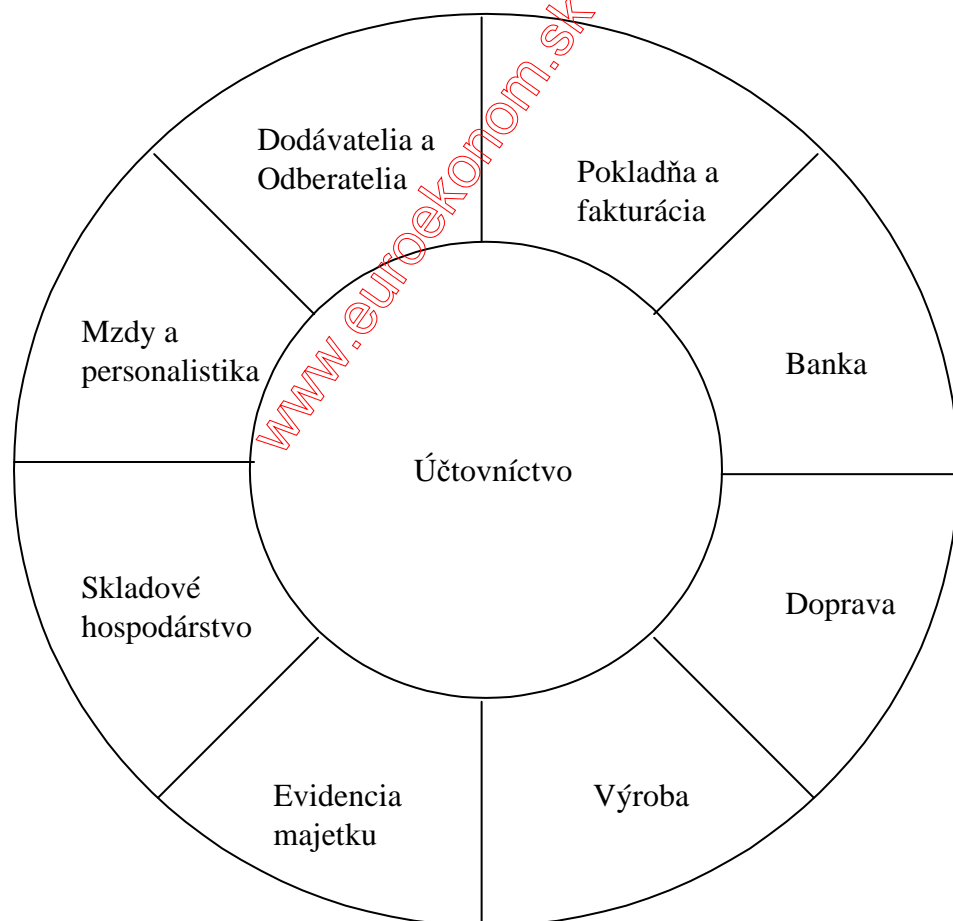 Dodávatelia a
Odberatelia
Pokladňa a
fakturácia
Mzdy a
personalistika
Banka
Účtovníctvo
Skladové
hospodárstvo
Doprava
Evidencia
majetku
Výroba
www.euroekonom.sk